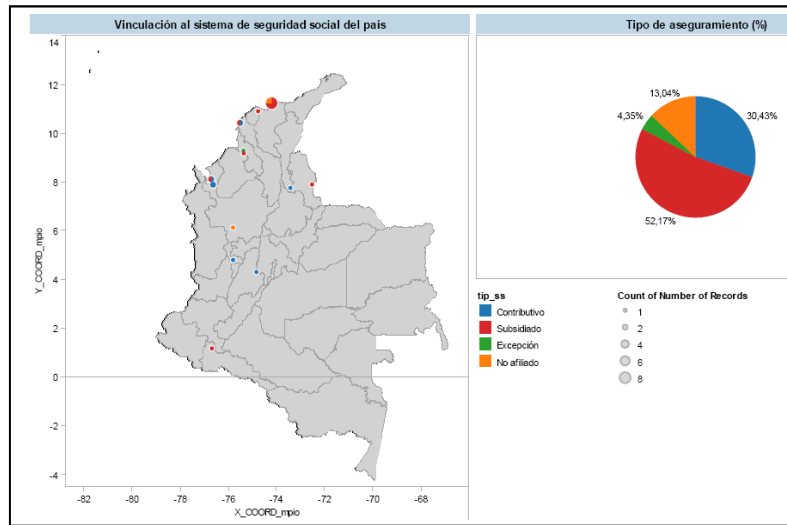 Vinculación al sistema de seguridad social del país
Tipo de aseguramiento (%)
14
12
10
8
6
4
2
0
-2
-4
Y_COORD_mpio
-82
-80
-78
-76
-74
-72
-70
-68
X_COORD_mpio
13,04%
4,35%
30,43%
52,17%
tip_ss
Contributivo
Subsidiado
Excepción
No afiliado
Count of Number of Records
1
2
4
6
8